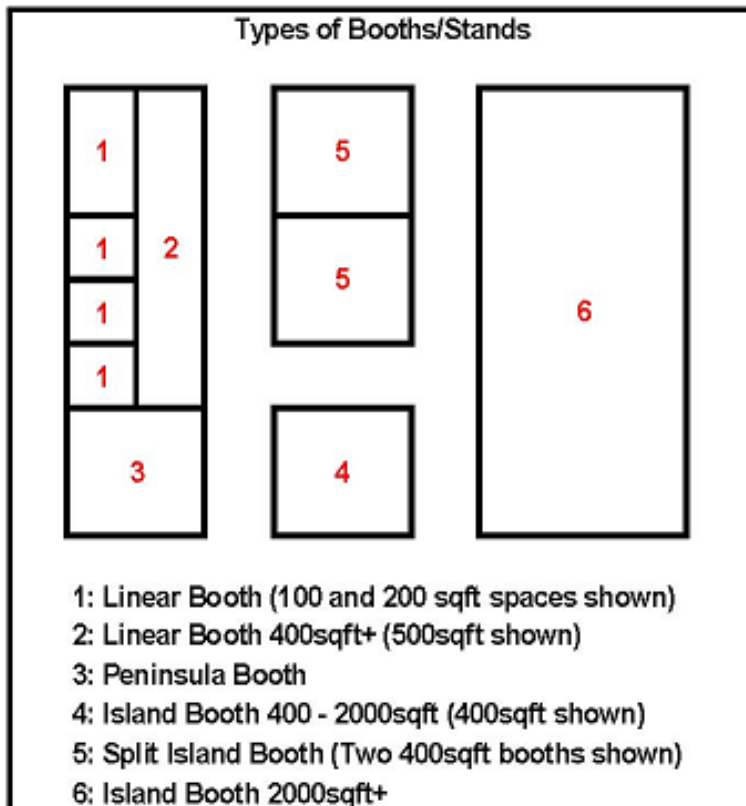 Types of Booths/Stands
1
5
1
2
5
1
6
1
3
4
1: Linear Booth (100 and 200 sqft spaces shown)
2: Linear Booth 400sqft+ (500sqft shown)
3: Peninsula Booth
4: Island Booth 400 - 2000sqft (400sqft shown)
5: Split Island Booth (Two 400sqft booths shown)
6: Island Booth 2000sqft+